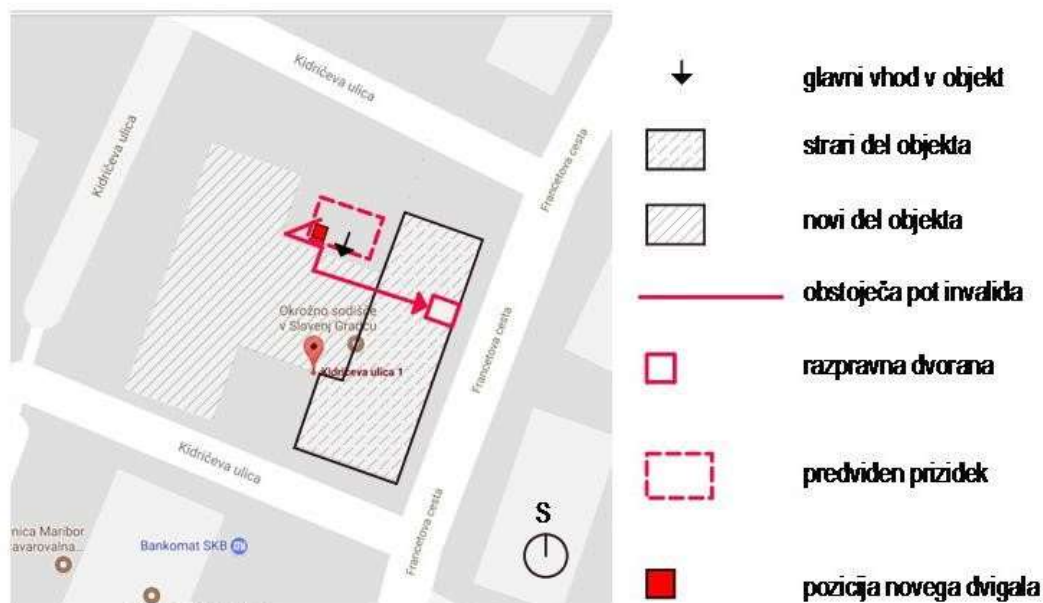 Kidričeva ulica
Kidričeva ulica
Francetova cesta
Okrožno sodišče
v Slovenj Gradcu
Kidričeva ulica 1
Francetova cesta
Kidričeva ulica
Francetova cesta
nica Maribor
avarovalna...
Bankomat SKB
S
glavni vhod v objekt
strari del objekta
novi del objekta
obstoječa pot invalida
razpravna dvorana
predviden prizidek
pozicija novega dvigala